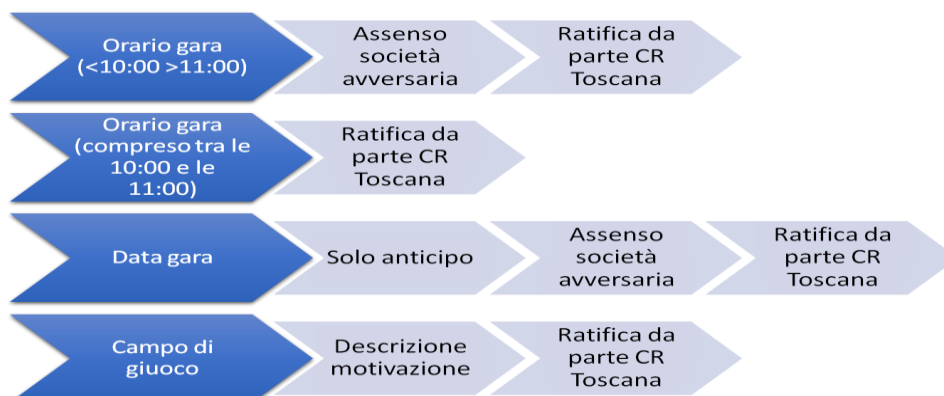 Orario gara
(<10:00 >11:00)
Assenso
società
avversaria
Ratifica da
parte CR
Toscana
Orario gara
(compreso tra le
10:00 e le
11:00)
Ratifica da
parte CR
Toscana
Data gara
Solo anticipo
Assenso
società
avversaria
Ratifica da
parte CR
Toscana
Campo di
giuoco
Descrizione
motivazione
Ratifica da
parte CR
Toscana